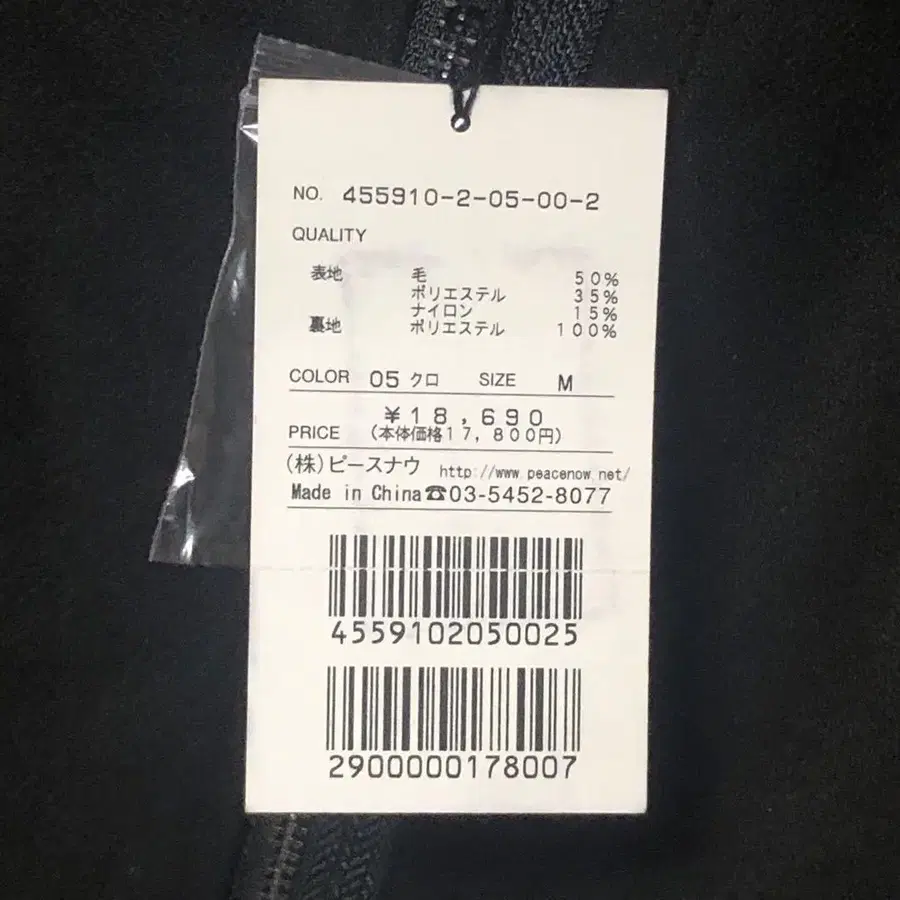 NO. 455910-2-05-00-2
QUALITY
表地 毛 50%
ポリエステル 35%
ナイロン 15%
裏地 ポリエステル 100%
COLOR 05 クロ SIZE M
¥18,690
PRICE (本体価格17,800円)
(株)ピースナウ http://www.peacenow.net/
Made in China☎03-5452-8077
4559102050025
2900000178007